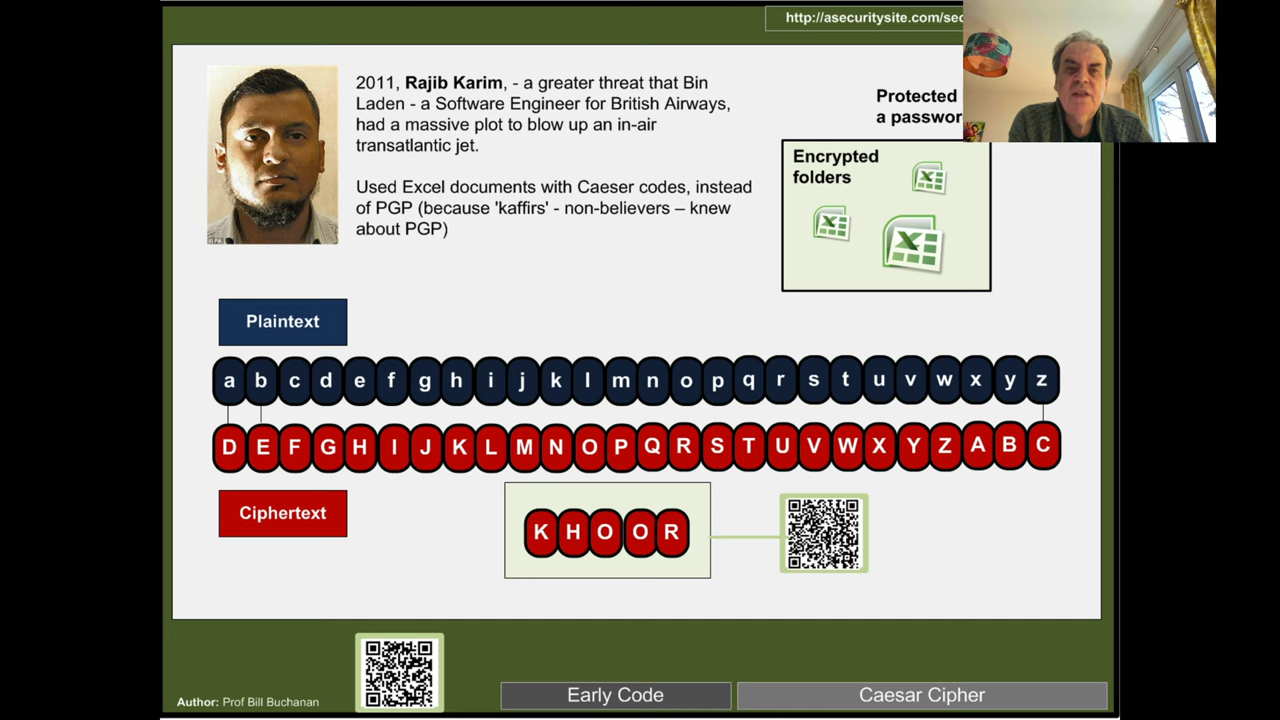 http://asecuritysite.com/sec
2011, Rajib Karim, - a greater threat that Bin
Laden - a Software Engineer for British Airways,
had a massive plot to blow up an in-air
transatlantic jet.
Used Excel documents with Caeser codes, instead
of PGP (because 'kaffirs' - non-believers – knew
about PGP)
Protected
a passwor
Encrypted
folders
Plaintext
a b c d e f g h i j k l m n o p q r s t u v w x y z
D E F G H I J K L M N O P Q R S T U V W X Y Z A B C
Ciphertext
K H O O R
Author: Prof Bill Buchanan
Early Code
Caesar Cipher